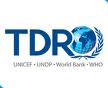 TDR
UNICEF • UNDP • World Bank • WHO